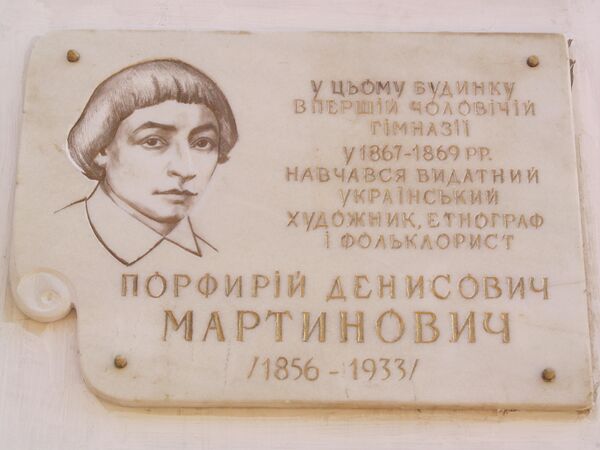 У ЦЬОМУ БУДИНКУ
В ПЕРШІЙ ЧОЛОВІЧІЙ
ГІМНАЗІЇ
У 1867-1869 РР.
НАВЧАВСЯ ВИДАТНИЙ
УКРАЇНСЬКИЙ
ХУДОЖНИК, ЕТНОГРАФ
І ФОЛЬКЛОРИСТ
ПОРФИРІЙ ДЕНИСОВИЧ
МАРТИНОВИЧ
/1856 - 1933/